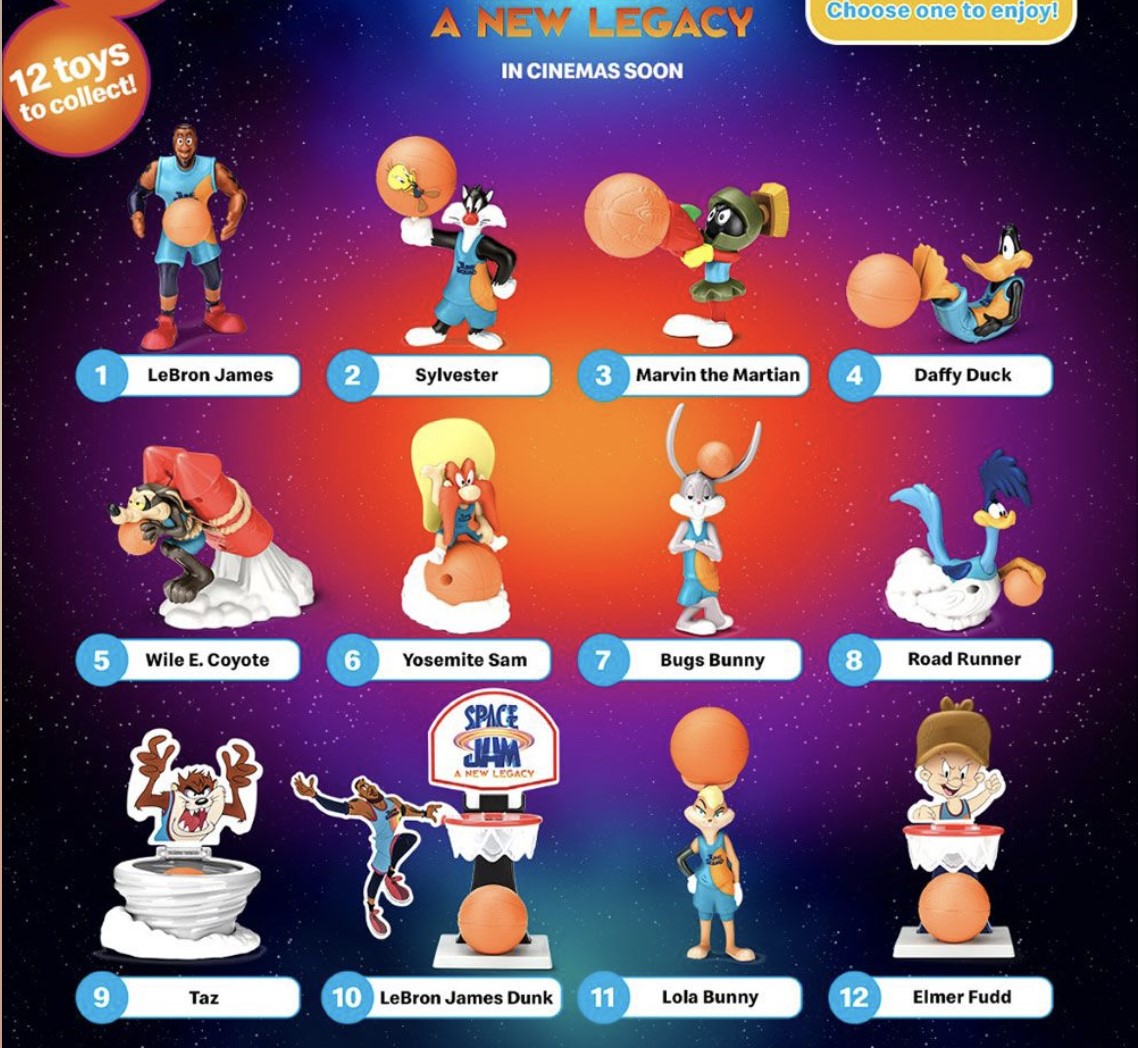 A NEW LEGACY
Choose one to enjoy!
IN CINEMAS SOON
12 toys
to collect!
1 LeBron James
2 Sylvester
3 Marvin the Martian
4 Daffy Duck
5 Wile E. Coyote
6 Yosemite Sam
7 Bugs Bunny
8 Road Runner
SPACE
JAM
A NEW LEGACY
9 Taz
10 LeBron James Dunk
11 Lola Bunny
12 Elmer Fudd